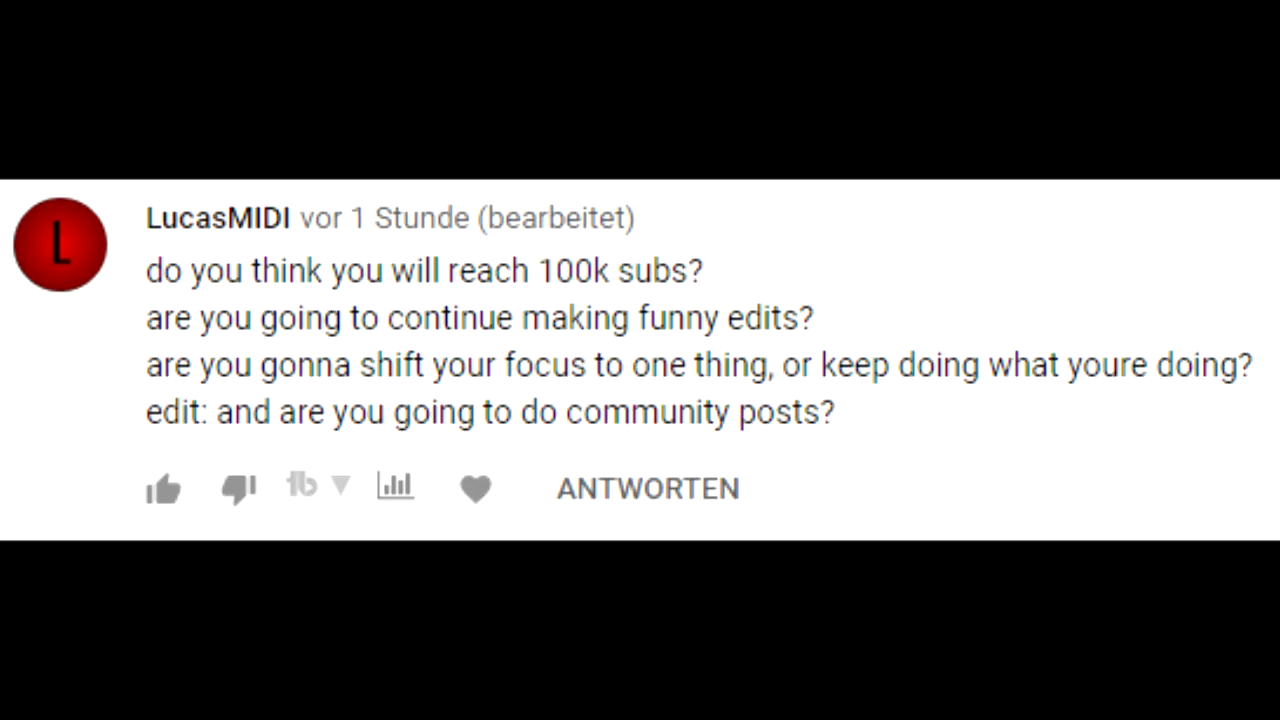 L
LucasMIDI vor 1 Stunde (bearbeitet)
do you think you will reach 100k subs?
are you going to continue making funny edits?
are you gonna shift your focus to one thing, or keep doing what youre doing?
edit: and are you going to do community posts?
tb
ANTWORTEN